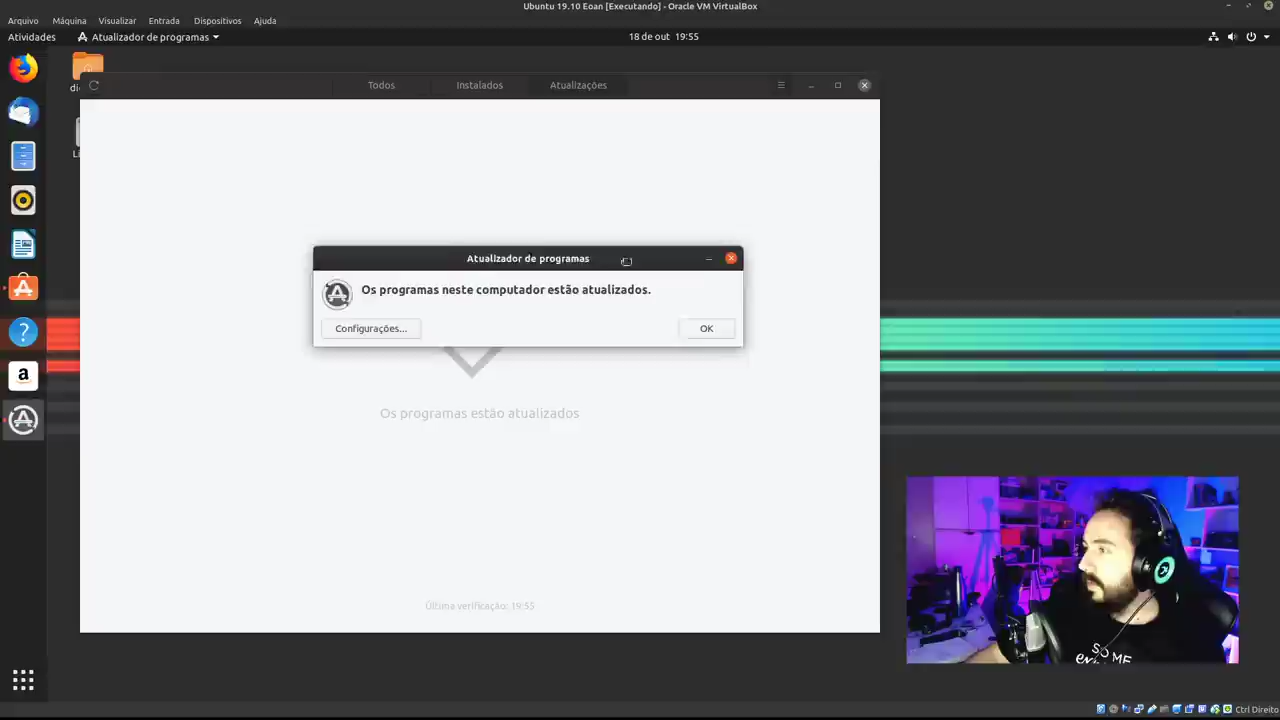 Ubuntu 19.10 Eoan [Executando] - Oracle VM VirtualBox
Arquivo Máquina Visualizar Entrada Dispositivos Ajuda
Atividades Atualizador de programas 18 de out 19:55
Todos Instalados Atualizações
Atualizador de programas
Os programas neste computador estão atualizados.
Configurações... OK
Os programas estão atualizados
Última verificação: 19:55
SO ME
Ctrl Direito